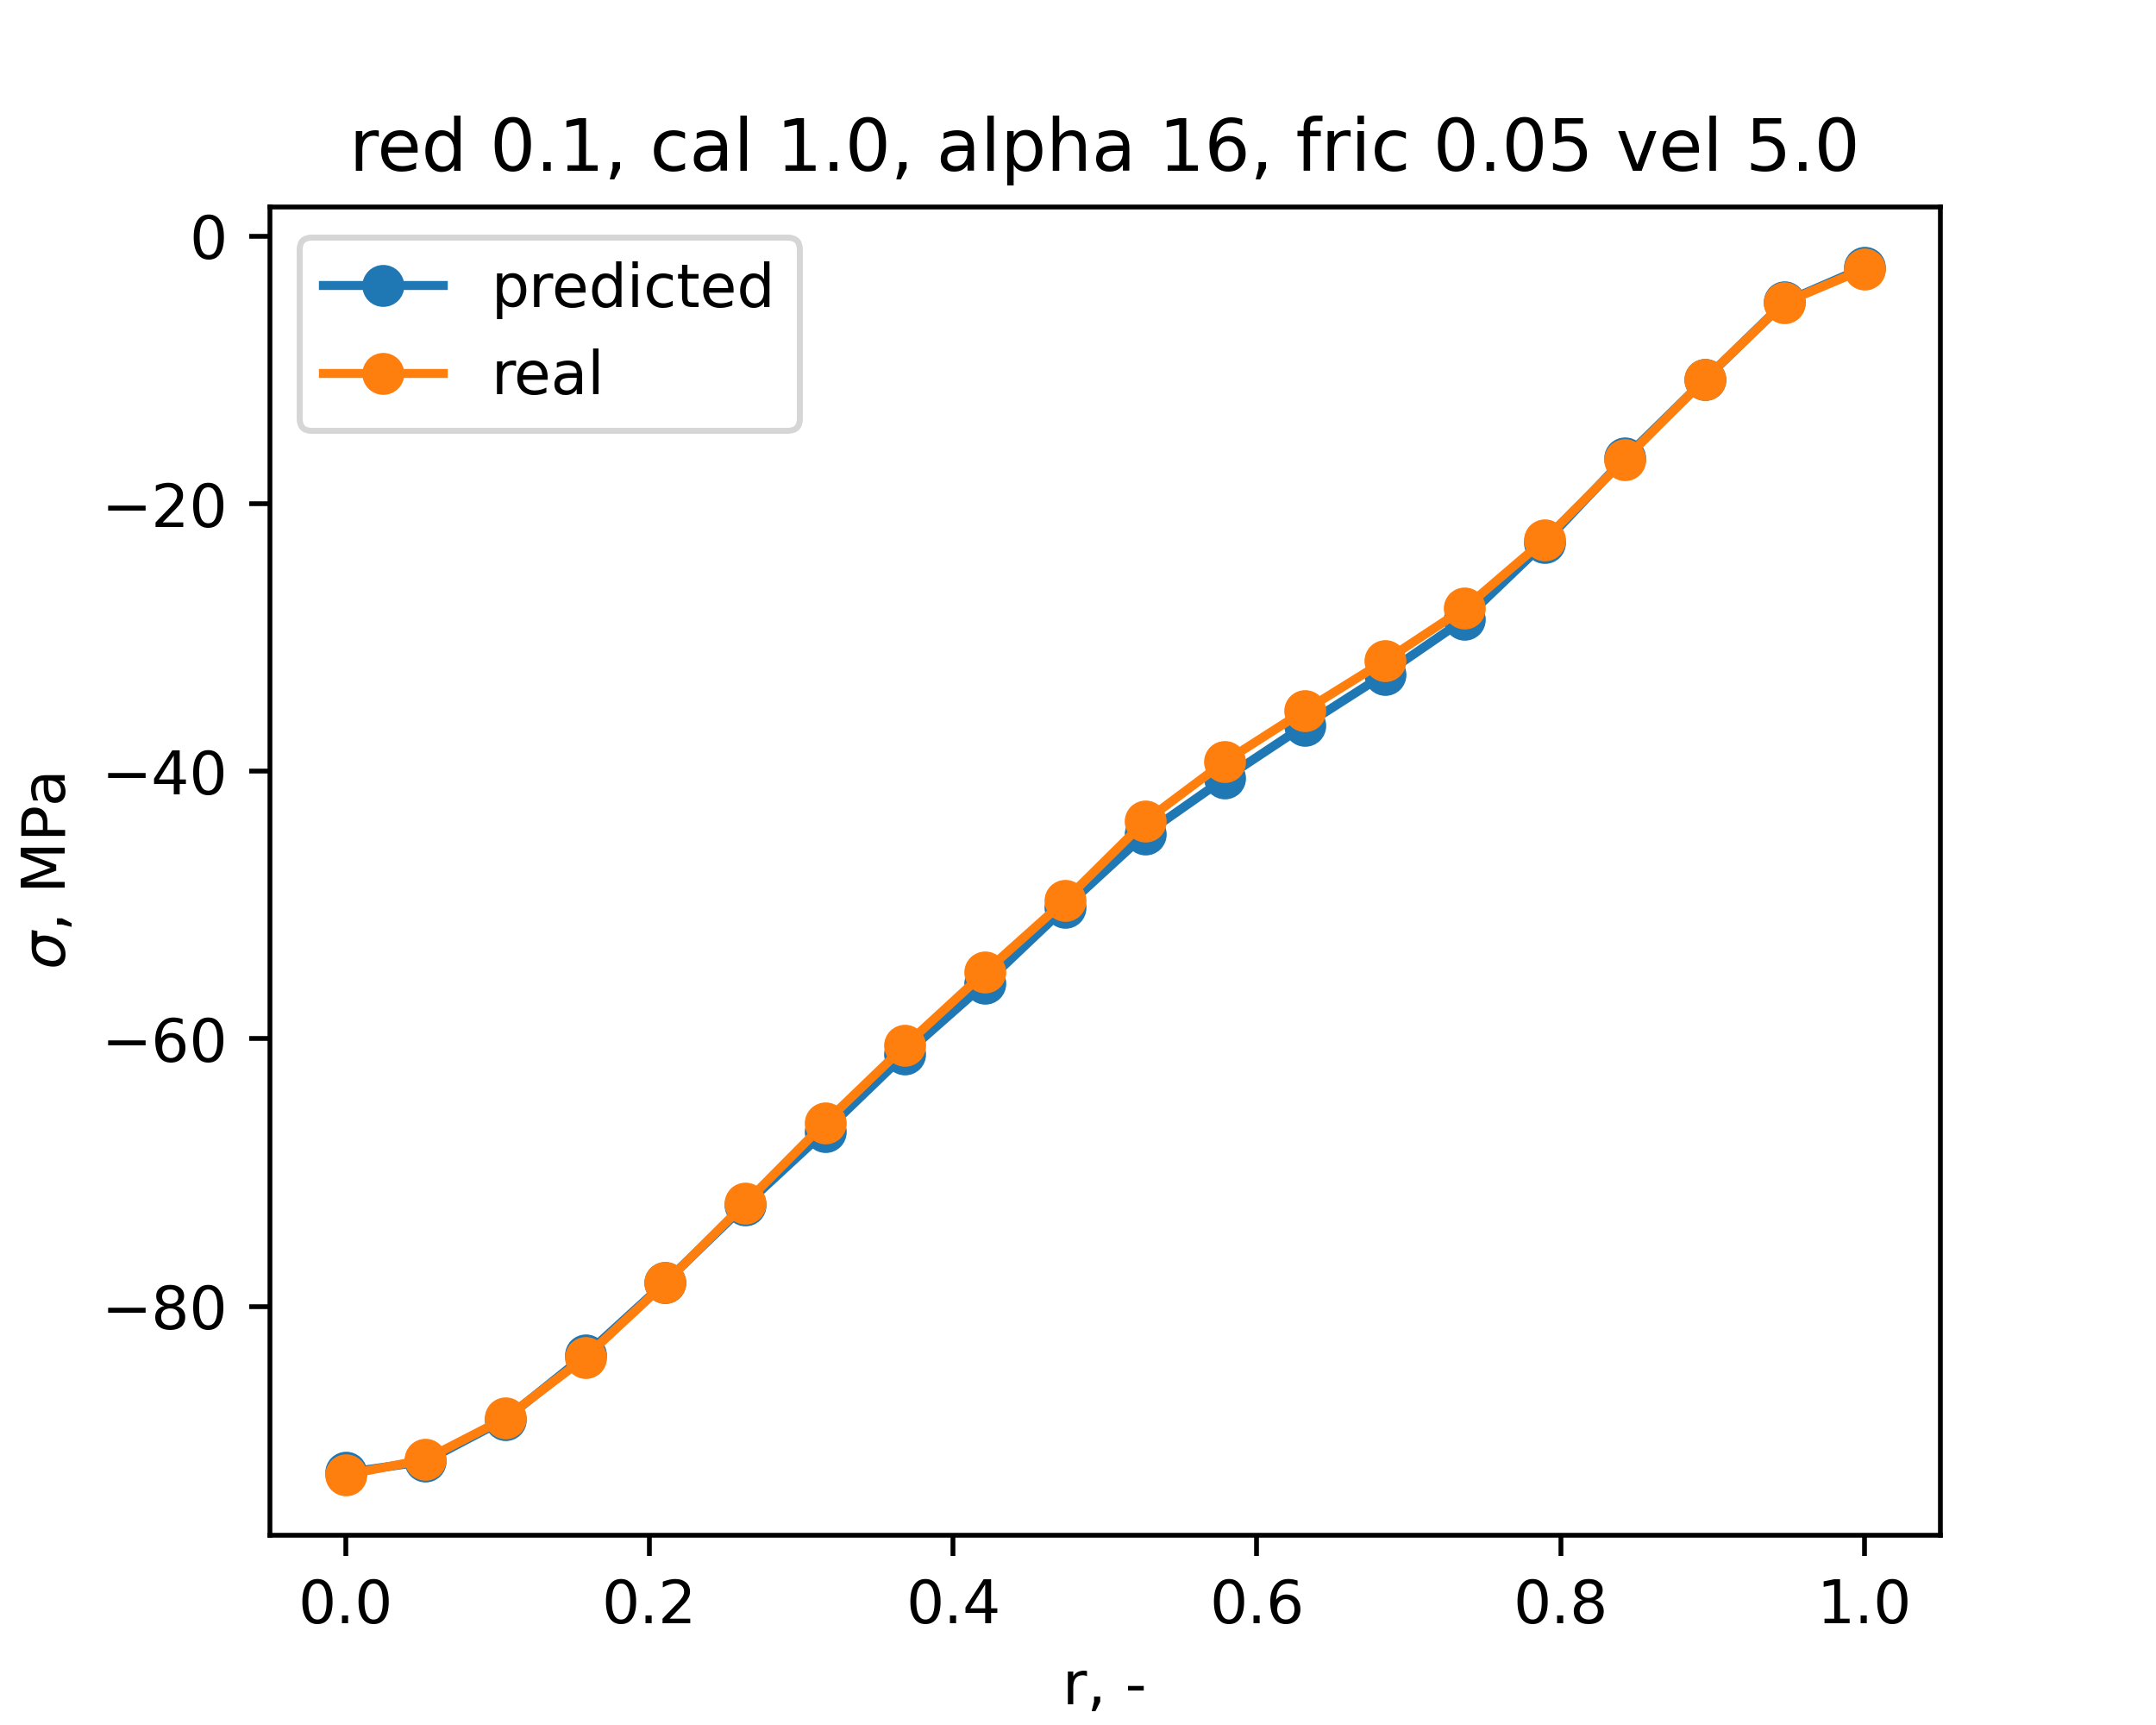 red 0.1, cal 1.0, alpha 16, fric 0.05 vel 5.0
predicted
real
0
−20
−40
−60
−80
σ, MPa
0.0 0.2 0.4 0.6 0.8 1.0
r, -